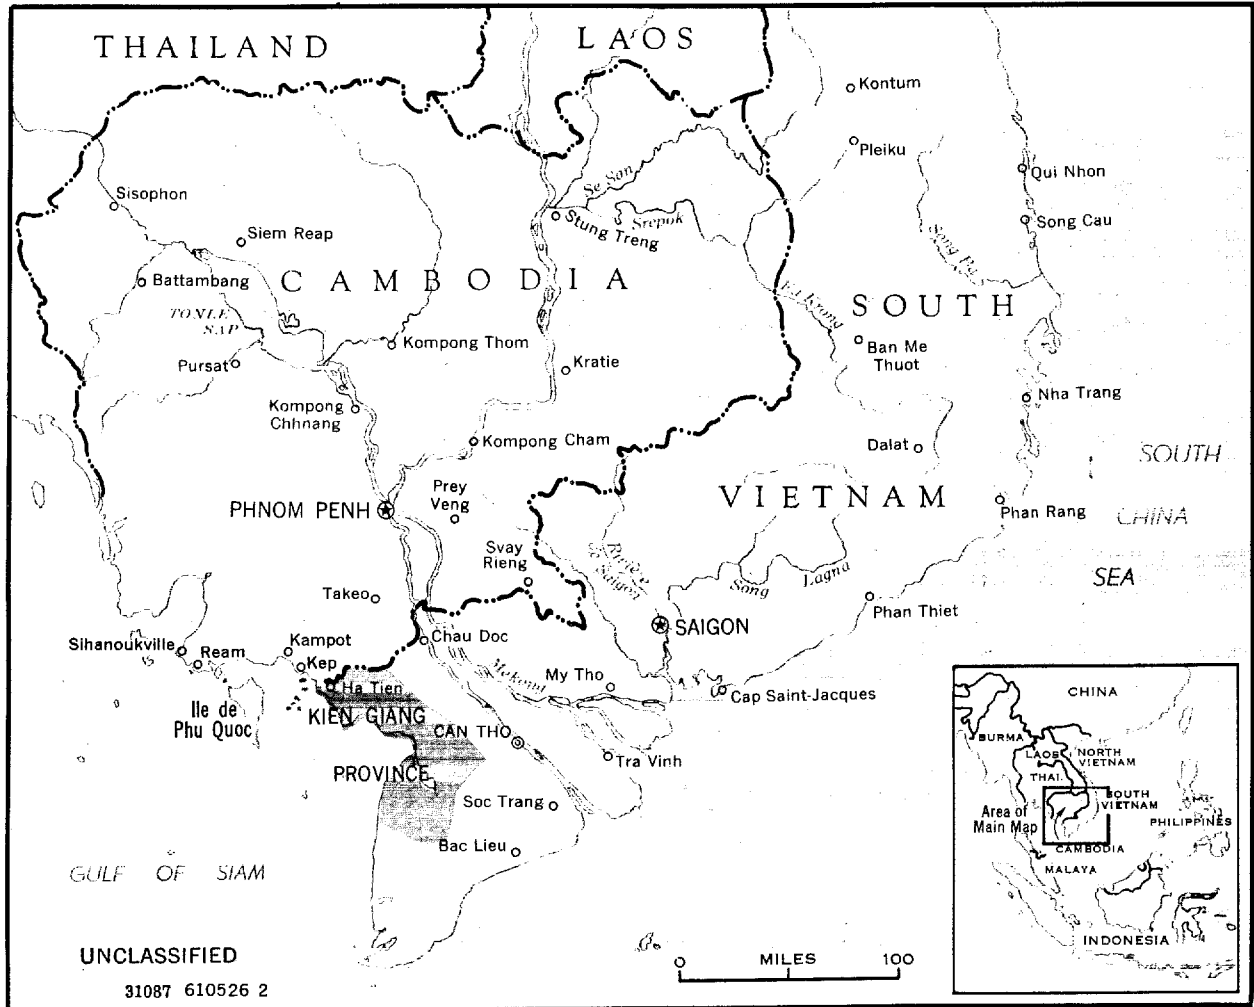 THAILAND
LAOS
Kontum
Pleiku
Qui Nhon
Se San
Sisophon
Srepok
Stung Treng
Song Cau
Siem Reap
Song Ba
Battambang
CAMBODIA
TONLE
SAP
SOUTH
Kompong Thom
Ban Me
Thuot
Pursat
Kratie
Kompong
Chhnang
Nha Trang
Kompong Cham
Dalat
SOUTH
Prey
Veng
VIETNAM
PHNOM PENH
Phan Rang
CHINA
Svay
Rieng
Rivière
de Saigon
Song Lagna
SEA
Takeo
Phan Thiet
SAIGON
Sihanoukville
Ream
Kampot
Kep
Chau Doc
Mekong
My Tho
Ha Tien
Cap Saint-Jacques
Ile de
Phu Quoc
KIEN GIANG
CAN THO
Tra Vinh
PROVINCE
Soc Trang
Bac Lieu
GULF OF SIAM
CHINA
BURMA
LAOS
NORTH
VIETNAM
THAI.
SOUTH
VIETNAM
Area of
Main Map
PHILIPPINES
CAMBODIA
MALAYA
INDONESIA
UNCLASSIFIED
31087 610526 2
0 MILES 100